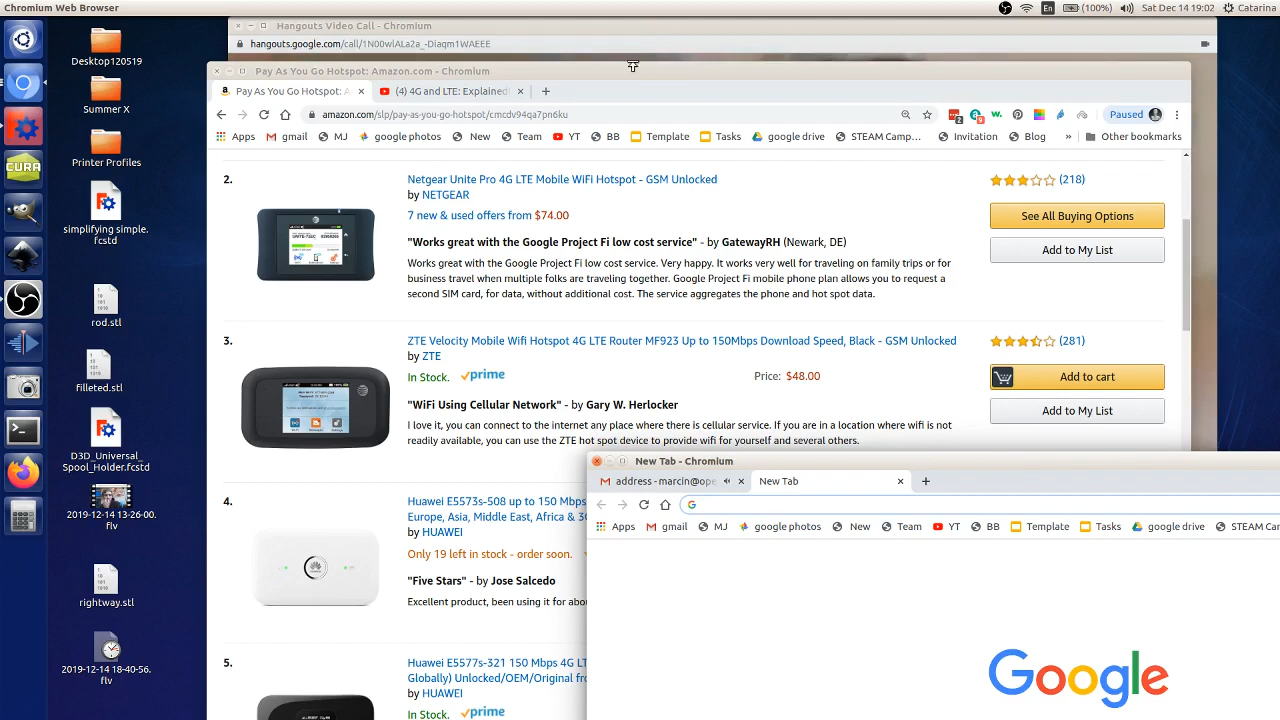 Chromium Web Browser
En
(100%)
Sat Dec 14 19:02
Catarina
Hangouts Video Call - Chromium
hangouts.google.com/call/1N00wlALa2a_-Diaqm1WAEEE
Pay As You Go Hotspot: Amazon.com - Chromium
Pay As You Go Hotspot: A
(4) 4G and LTE: Explained
amazon.com/slp/pay-as-you-go-hotspot/cmcdv94qa7pn6ku
Paused
Apps
gmail
MJ
google photos
New
Team
YT
BB
Template
Tasks
google drive
STEAM Camp...
Invitation
Blog
»
Other bookmarks
2.
Netgear Unite Pro 4G LTE Mobile WiFi Hotspot - GSM Unlocked
by NETGEAR
7 new & used offers from $74.00
"Works great with the Google Project Fi low cost service" - by GatewayRH (Newark, DE)
Works great with the Google Project Fi low cost service. Very happy. It works very well for traveling on family trips or for
business travel when multiple folks are traveling together. Google Project Fi mobile phone plan allows you to request a
second SIM card, for data, without additional cost. The service aggregates the phone and hot spot data.
(218)
See All Buying Options
Add to My List
3.
ZTE Velocity Mobile Wifi Hotspot 4G LTE Router MF923 Up to 150Mbps Download Speed, Black - GSM Unlocked
by ZTE
In Stock. prime
Price: $48.00
"WiFi Using Cellular Network" - by Gary W. Herlocker
I love it, you can connect to the internet any place where there is cellular service. If you are in a location where wifi is not
readily available, you can use the ZTE hot spot device to provide wifi for yourself and several others.
(281)
Add to cart
Add to My List
4.
Huawei E5573s-508 up to 150 Mbps
Europe, Asia, Middle East, Africa & 3G
by HUAWEI
Only 19 left in stock - order soon.
"Five Stars" - by Jose Salcedo
Excellent product, been using it for abou
5.
Huawei E5577s-321 150 Mbps 4G LT
Globally) Unlocked/OEM/Original fro
by HUAWEI
In Stock. prime
New Tab - Chromium
address - marcin@ope
New Tab
Apps
gmail
MJ
google photos
New
Team
YT
BB
Template
Tasks
google drive
STEAM Car
Google
Desktop120519
Summer X
Printer Profiles
simplifying simple.
fcstd
rod.stl
filleted.stl
D3D_Universal_
Spool_Holder.fcstd
2019-12-14 13-26-00.
flv
rightway.stl
2019-12-14 18-40-56.
flv
CURA